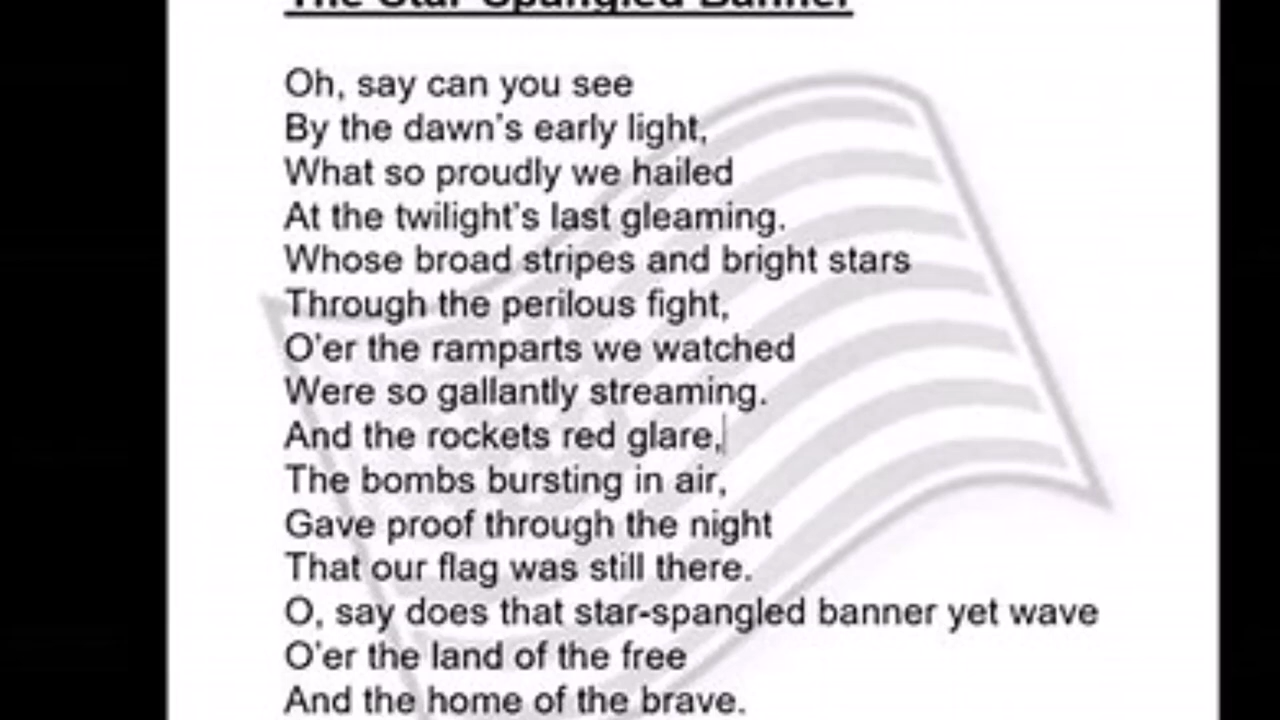 The Star-Spangled Banner
Oh, say can you see
By the dawn's early light,
What so proudly we hailed
At the twilight's last gleaming.
Whose broad stripes and bright stars
Through the perilous fight,
O'er the ramparts we watched
Were so gallantly streaming.
And the rockets red glare,
The bombs bursting in air,
Gave proof through the night
That our flag was still there.
O, say does that star-spangled banner yet wave
O'er the land of the free
And the home of the brave.